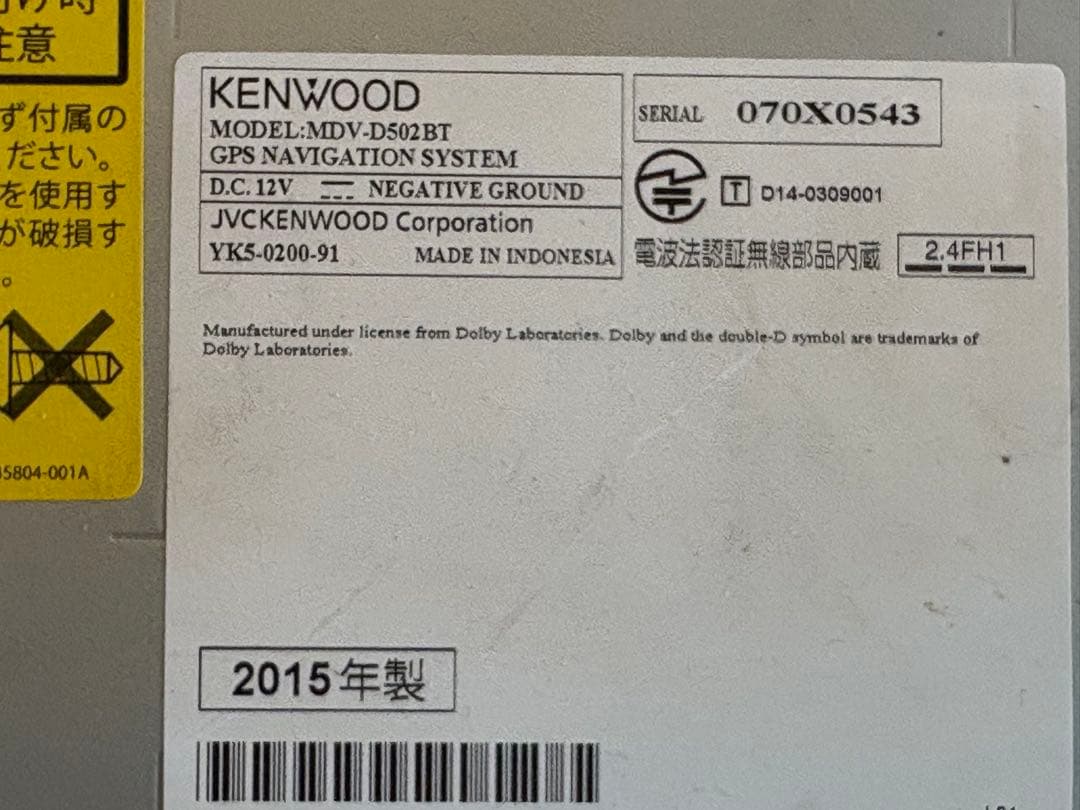 注意
ず付属の
ださい。
を使用す
が破損す
。
5804-001A
KENWOOD
MODEL:MDV-D502BT
GPS NAVIGATION SYSTEM
D.C. 12V NEGATIVE GROUND
JVCKENWOOD Corporation
YK5-0200-91 MADE IN INDONESIA
SERIAL 070X0543
T D14-0309001
電波法認証無線部品内蔵 2.4FH1
Manufactured under license from Dolby Laboratories. Dolby and the double-D symbol are trademarks of
Dolby Laboratories.
2015年製